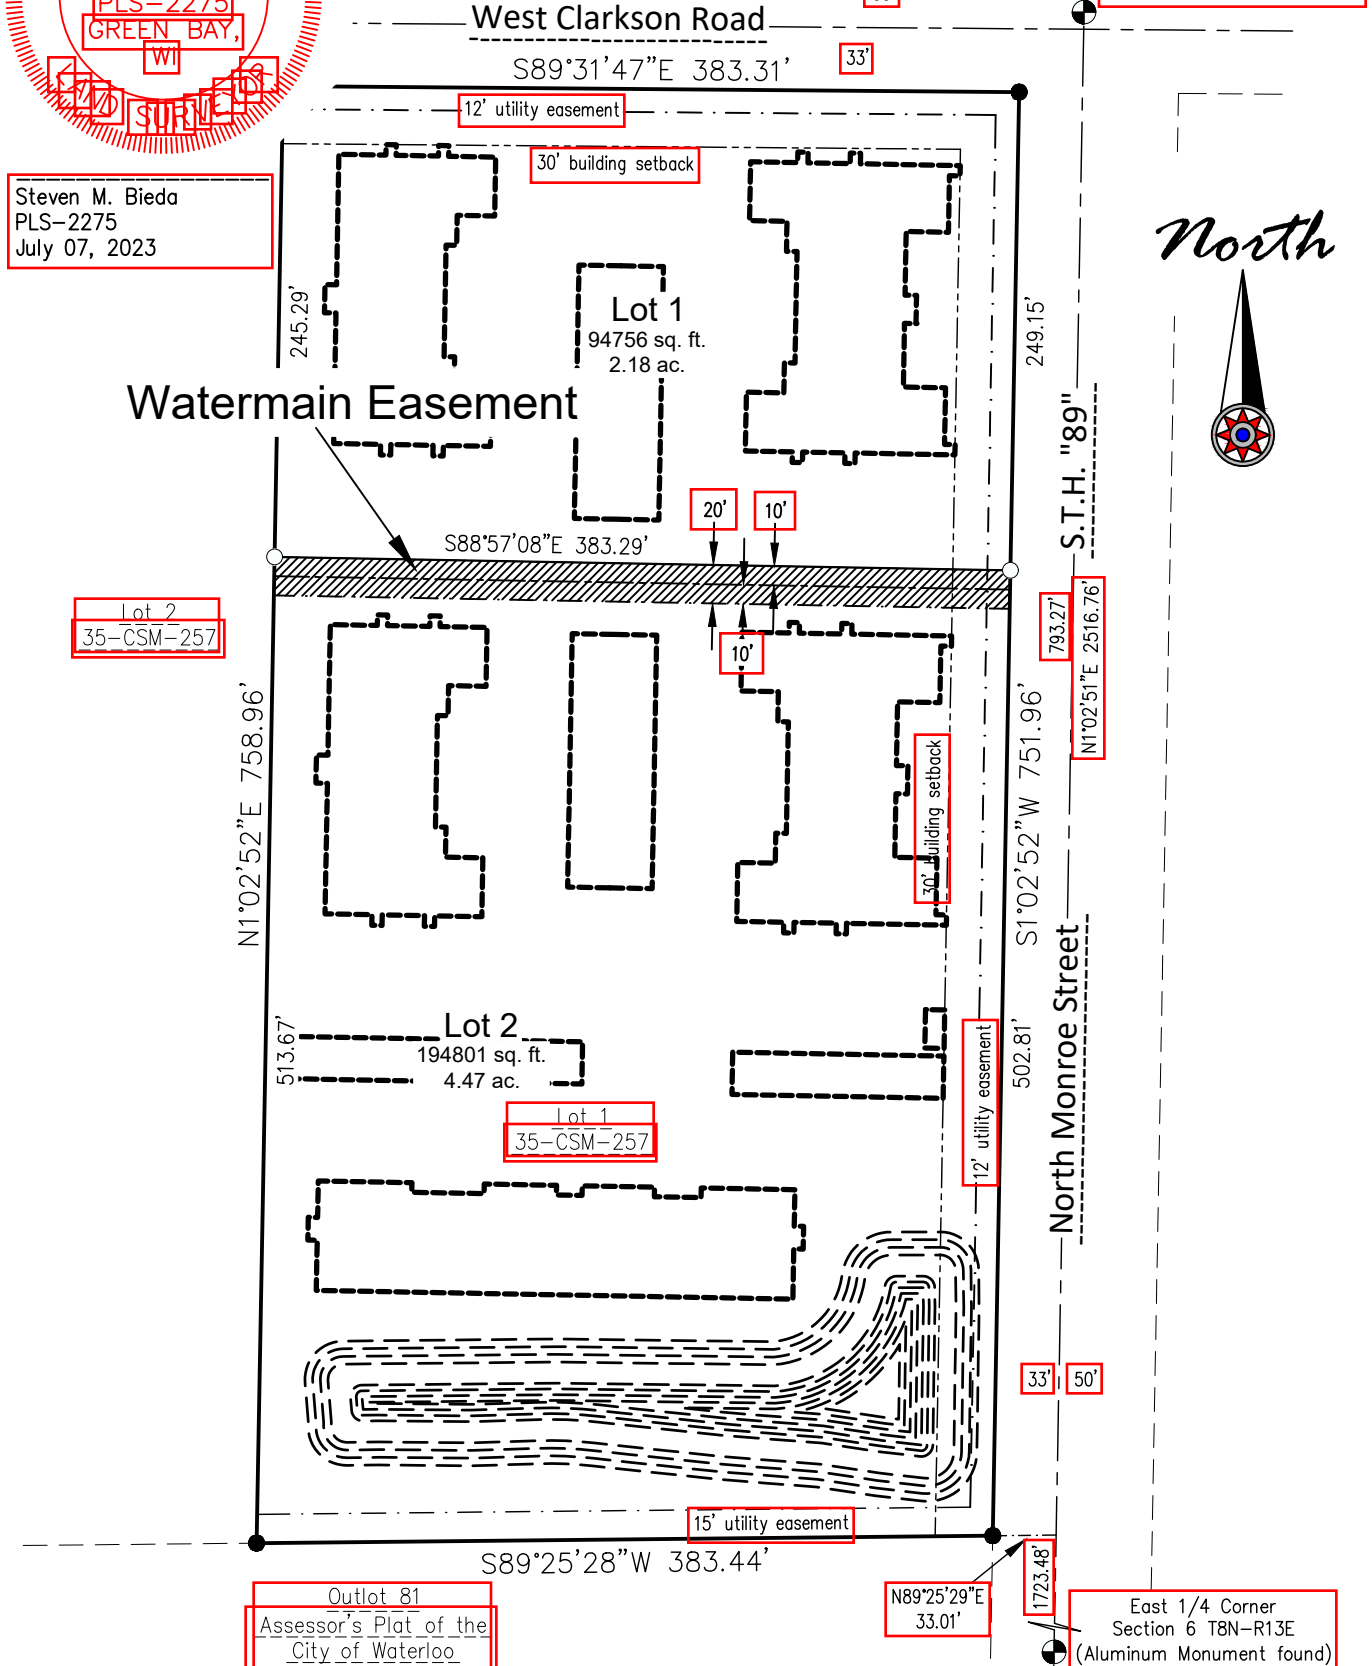 PLS-2275
GREEN BAY,
WI
LAND SURVEYOR
Steven M. Bieda
PLS-2275
July 07, 2023
West Clarkson Road
S89°31'47"E 383.31'
33'
12' utility easement
30' building setback
North
245.29'
Lot 1
94756 sq. ft.
2.18 ac.
249.15'
Watermain Easement
S.T.H. "89"
20'
10'
S88°57'08"E 383.29'
Lot 2
35-CSM-257
10'
793.27'
N1°02'51"E 2516.76'
N1°02'52"E 758.96'
30' building setback
S1°02'52"W 751.96'
North Monroe Street
513.67'
Lot 2
194801 sq. ft.
4.47 ac.
12' utility easement
502.81'
Lot 1
35-CSM-257
33'
50'
15' utility easement
S89°25'28"W 383.44'
1723.48'
N89°25'29"E
33.01'
Outlot 81
Assessor's Plat of the
City of Waterloo
East 1/4 Corner
Section 6 T8N-R13E
(Aluminum Monument found)